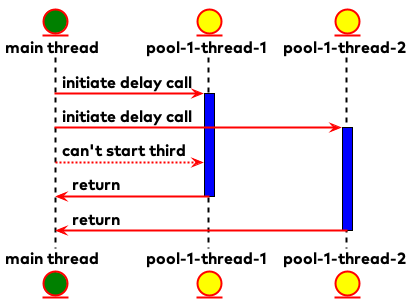 main thread pool-1-thread-1 pool-1-thread-2
initiate delay call
initiate delay call
can't start third
return
return
main thread pool-1-thread-1 pool-1-thread-2